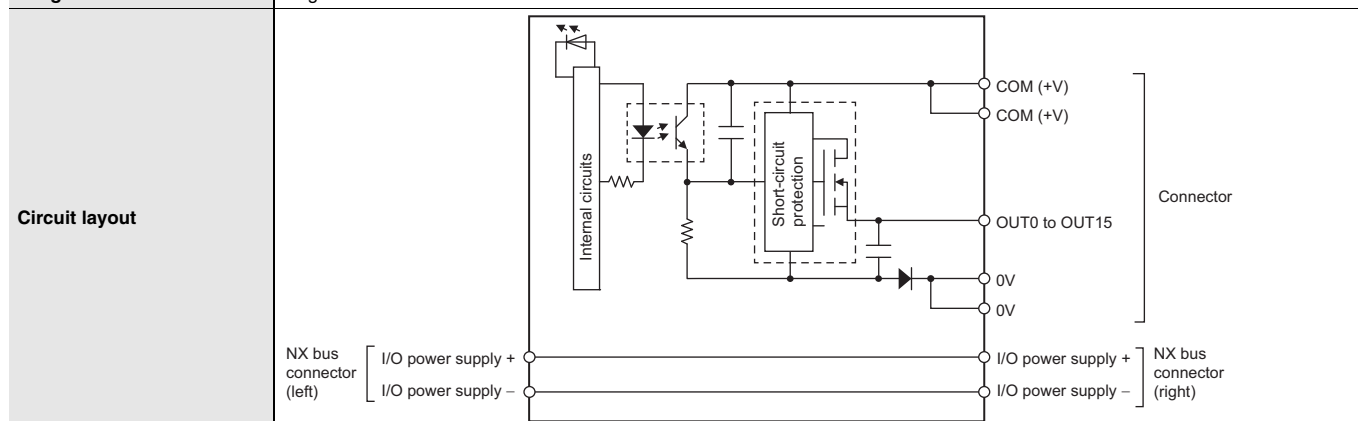 Circuit layout
Internal circuits
Short-circuit
protection
COM (+V)
COM (+V)
OUT0 to OUT15
0V
0V
Connector
NX bus
connector
(left)
I/O power supply +
I/O power supply –
I/O power supply +
I/O power supply –
NX bus
connector
(right)